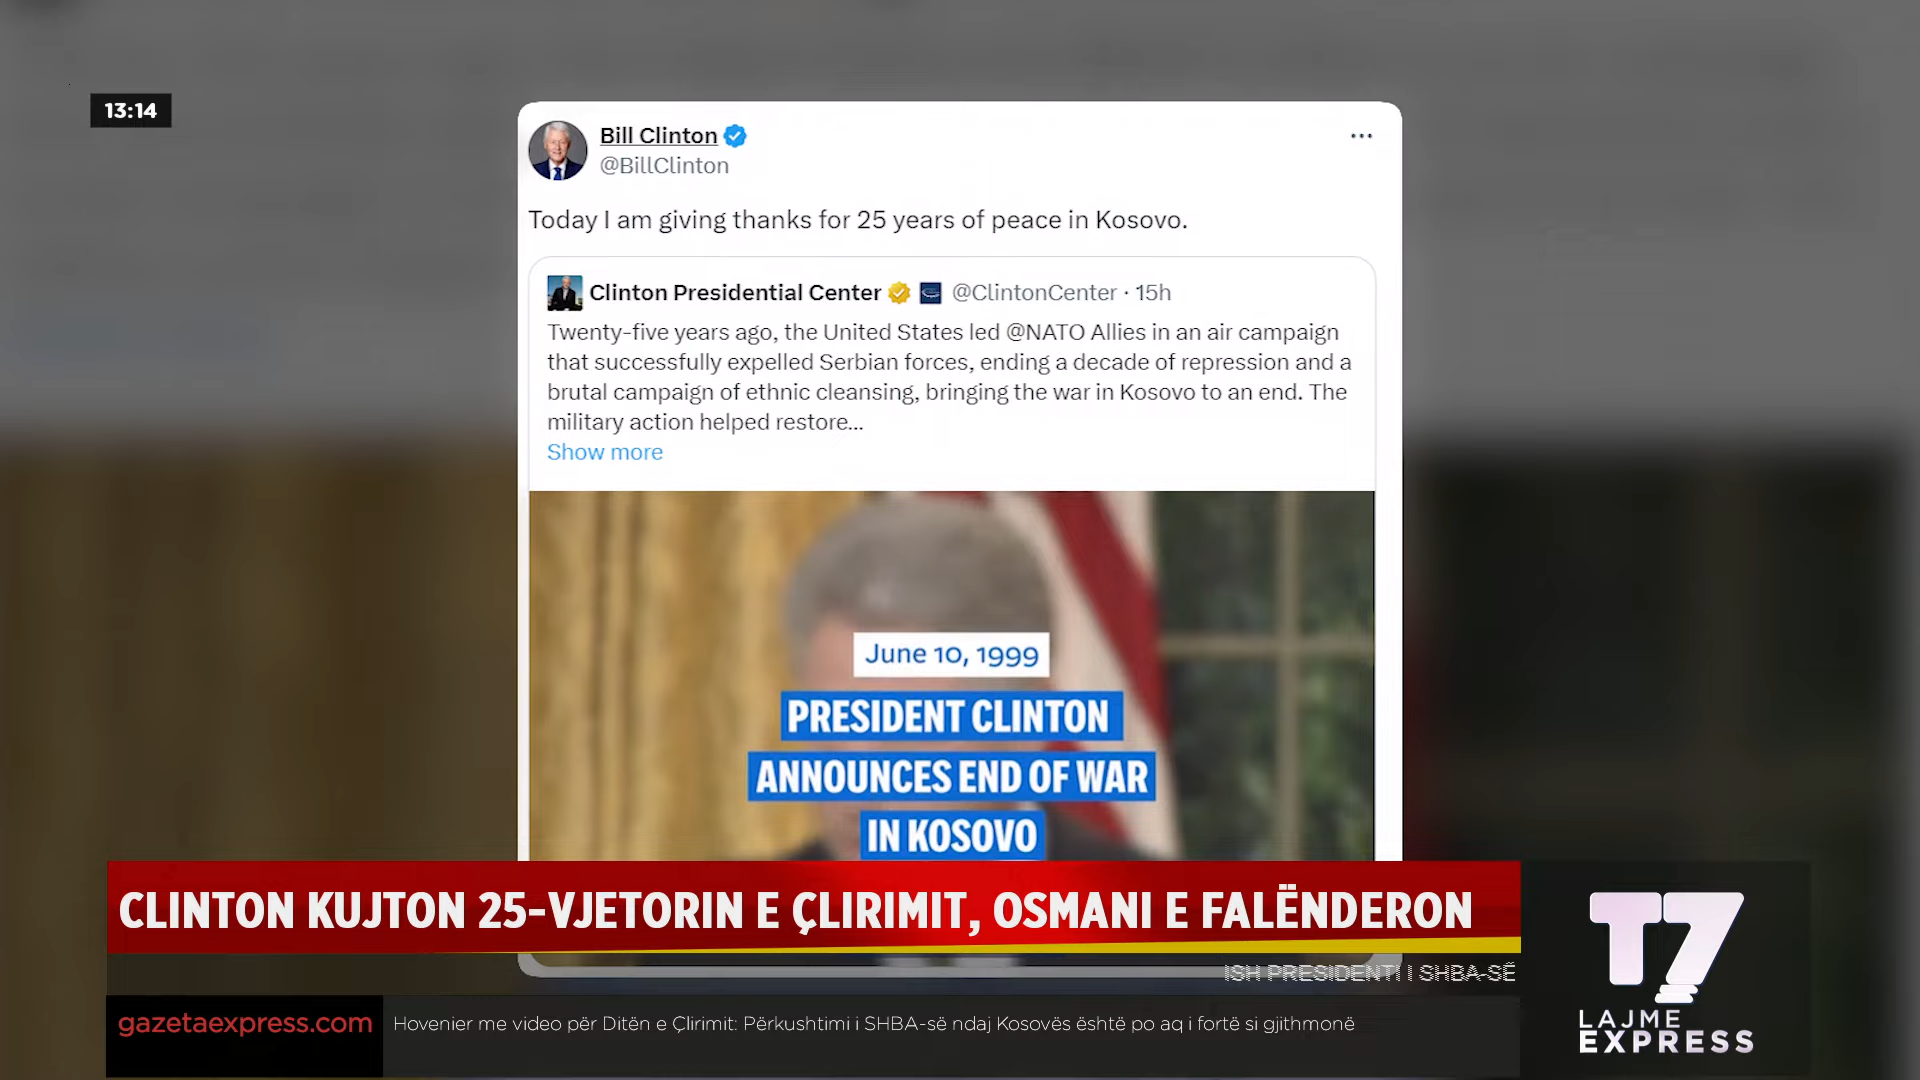 13:14
Bill Clinton
@BillClinton
Today I am giving thanks for 25 years of peace in Kosovo.
Clinton Presidential Center @ClintonCenter · 15h
Twenty-five years ago, the United States led @NATO Allies in an air campaign
that successfully expelled Serbian forces, ending a decade of repression and a
brutal campaign of ethnic cleansing, bringing the war in Kosovo to an end. The
military action helped restore...
Show more
June 10, 1999
PRESIDENT CLINTON
ANNOUNCES END OF WAR
IN KOSOVO
CLINTON KUJTON 25-VJETORIN E ÇLIRIMIT, OSMANI E FALËNDERON
ISH PRESIDENTI I SHBA-SË
gazetaexpress.com
Hovenier me video për Ditën e Çlirimit: Përkushtimi i SHBA-së ndaj Kosovës është po aq i fortë si gjithmonë
T7
LAJME
EXPRESS